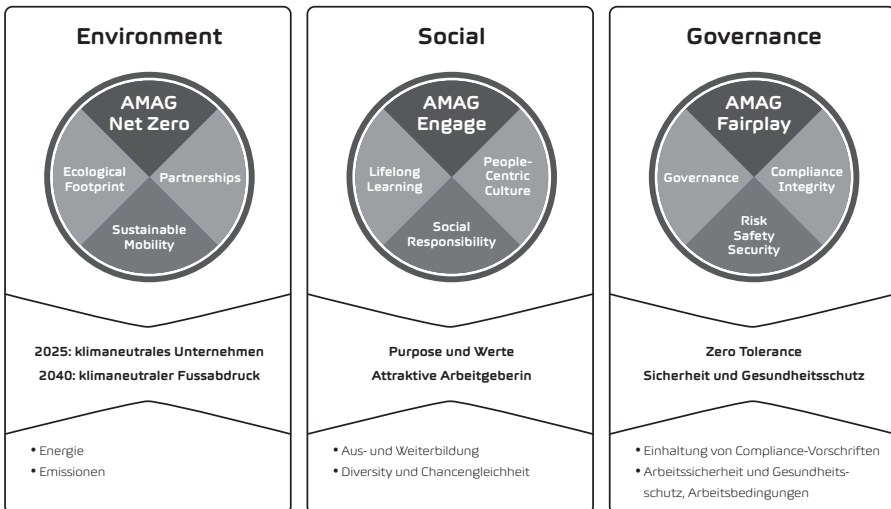 Environment
AMAG
Net Zero
Ecological
Footprint
Partnerships
Sustainable
Mobility
2025: klimaneutrales Unternehmen
2040: klimaneutraler Fussabdruck
• Energie
• Emissionen
Social
AMAG
Engage
Lifelong
Learning
People-
Centric
Culture
Social
Responsibility
Purpose und Werte
Attraktive Arbeitgeberin
• Aus- und Weiterbildung
• Diversity und Chancengleichheit
Governance
AMAG
Fairplay
Governance
Compliance
Integrity
Risk
Safety
Security
Zero Tolerance
Sicherheit und Gesundheitsschutz
• Einhaltung von Compliance-Vorschriften
• Arbeitssicherheit und Gesundheits-
schutz, Arbeitsbedingungen